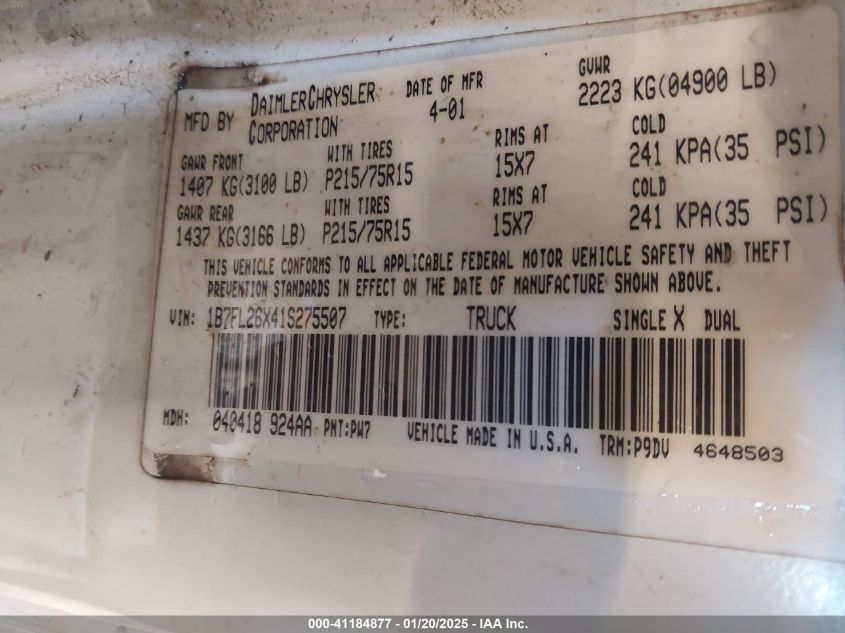 MFD BY DAIMLERCHRYSLER CORPORATION DATE OF MFR 4-01 GVWR 2223 KG(04900 LB)
GAWR FRONT WITH TIRES RIMS AT COLD
1407 KG(3100 LB) P215/75R15 15X7 241 KPA(35 PSI)
GAWR REAR WITH TIRES RIMS AT COLD
1437 KG(3166 LB) P215/75R15 15X7 241 KPA(35 PSI)
THIS VEHICLE CONFORMS TO ALL APPLICABLE FEDERAL MOTOR VEHICLE SAFETY AND THEFT
PREVENTION STANDARDS IN EFFECT ON THE DATE OF MANUFACTURE SHOWN ABOVE.
VIN: 1B7FL26X41S275507 TYPE: TRUCK SINGLE X DUAL
MDH: 040418 924AA PNT:PW7 VEHICLE MADE IN U.S.A. TRM:P9DV 4648503
000-41184877 - 01/20/2025 - IAA Inc.